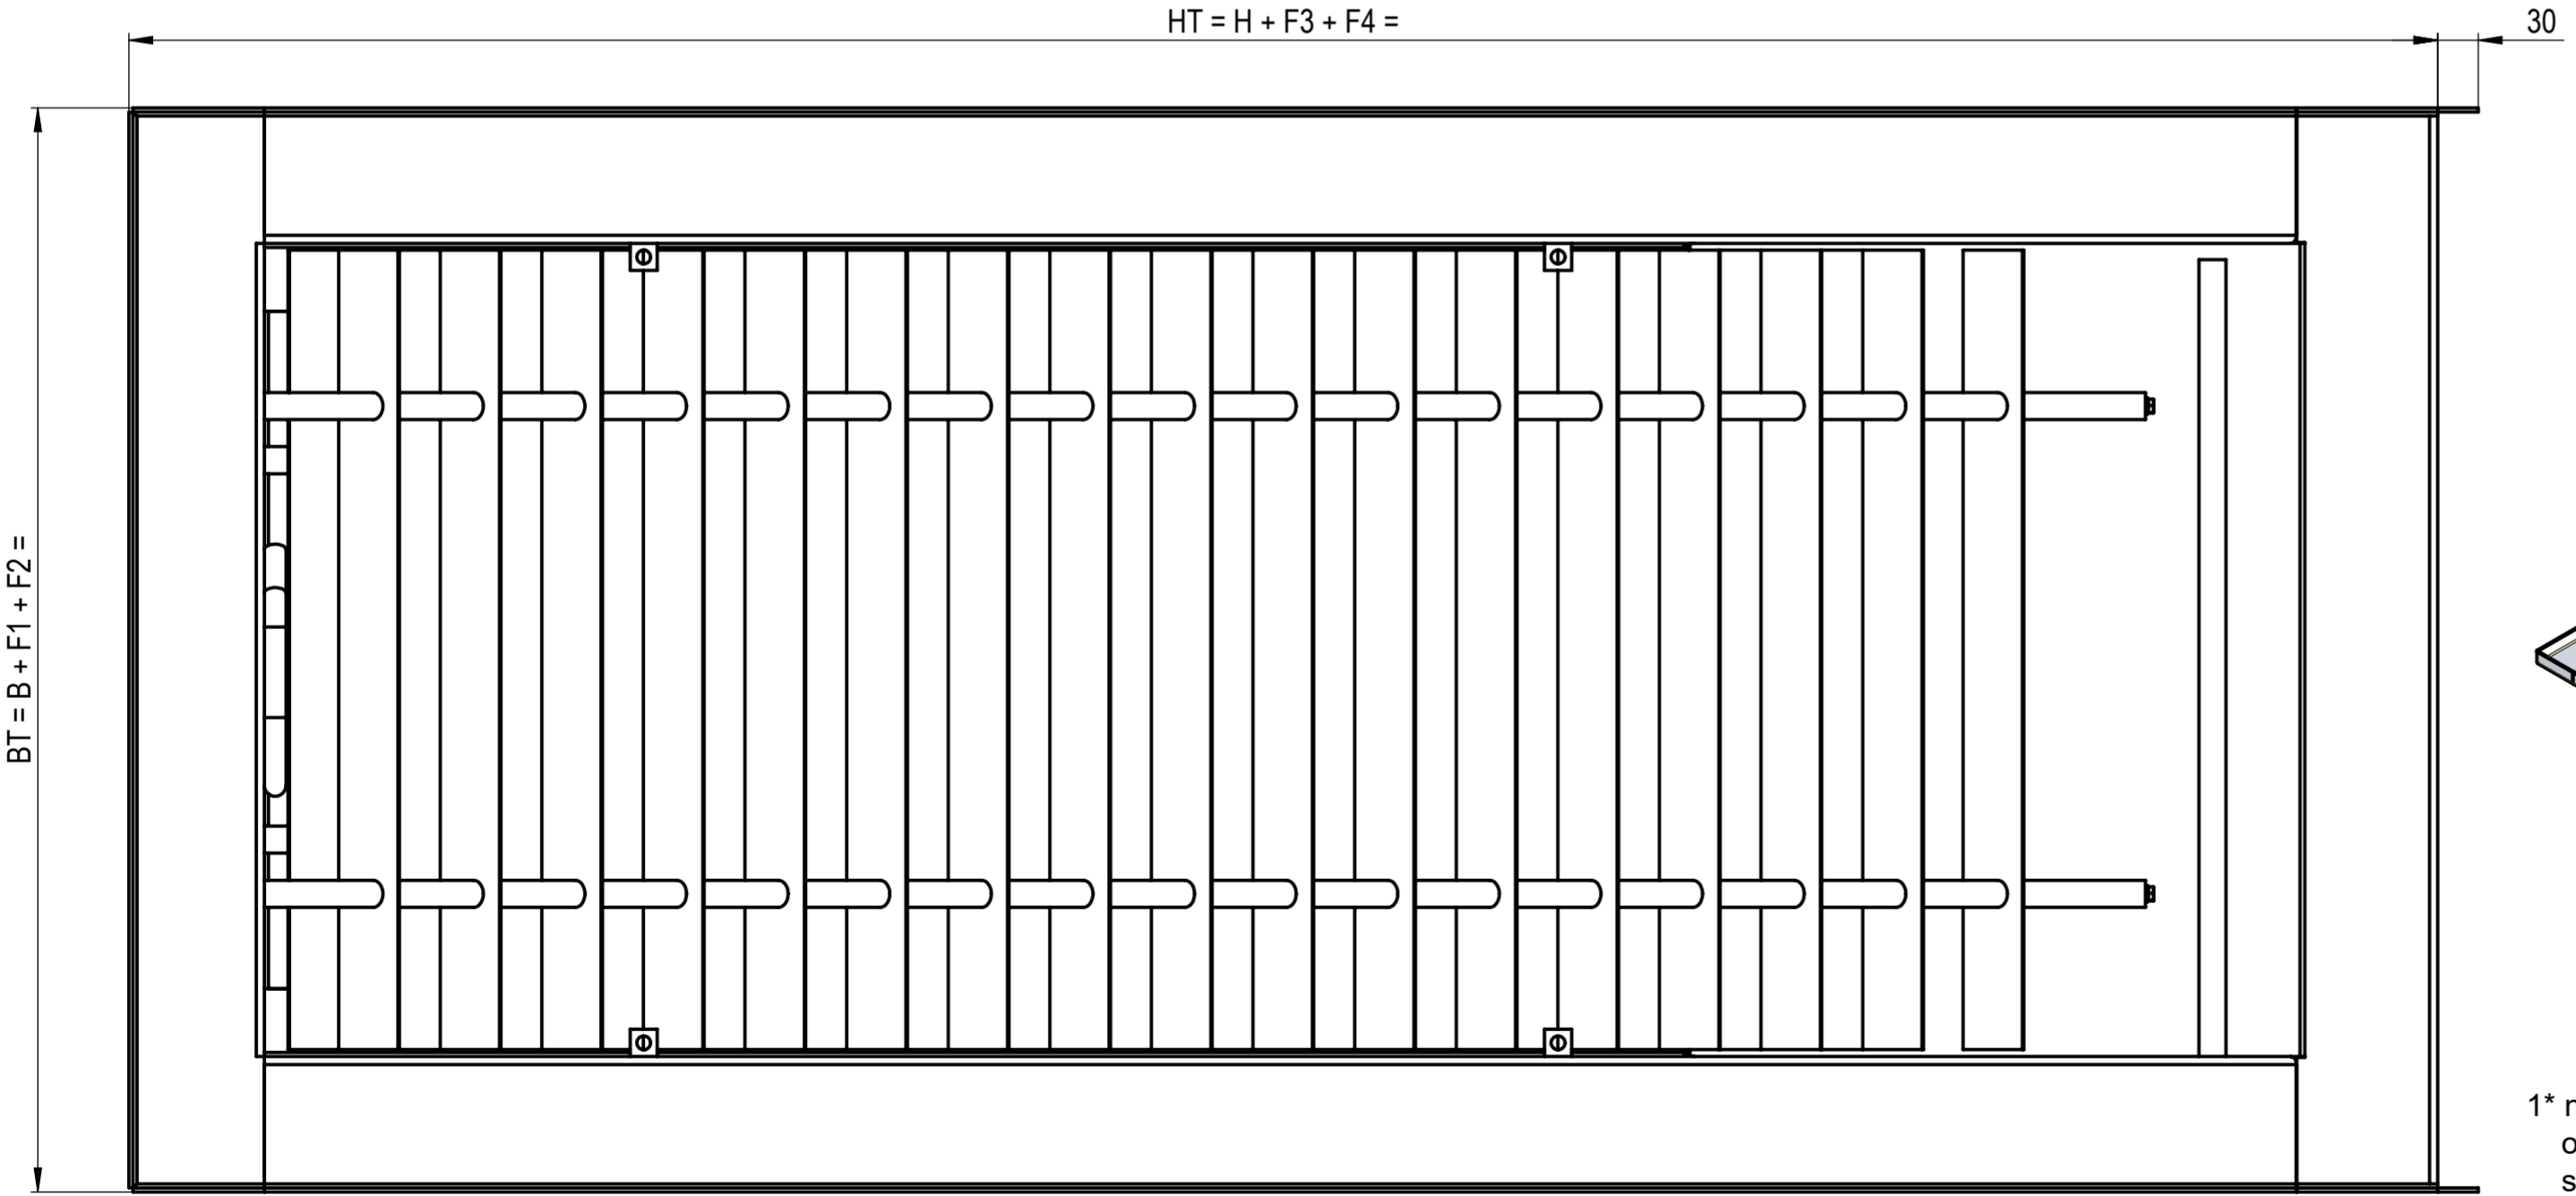 HT = H + F3 + F4 =
30
BT = B + F1 + F2 =
1*